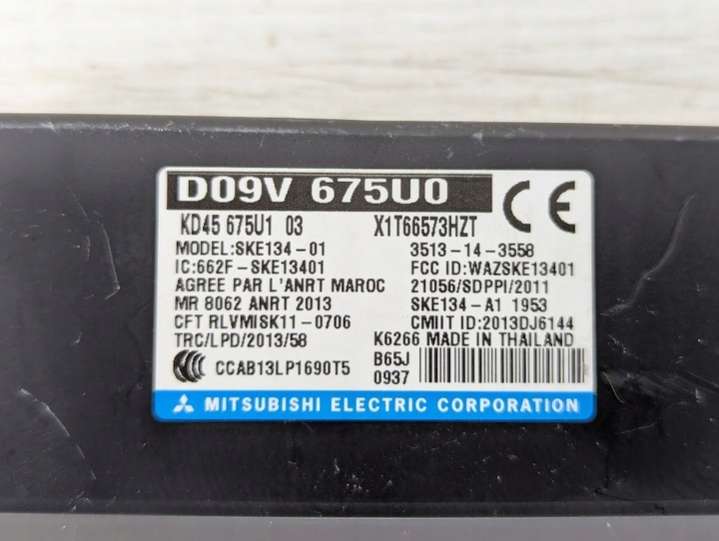 D09V 675U0
KD45 675U1 03 X1T66573HZT
MODEL:SKE134-01 3513-14-3558
IC:662F-SKE13401 FCC ID:WAZSKE13401
AGREE PAR L'ANRT MAROC 21056/SDPPI/2011
MR 8062 ANRT 2013 SKE134-A1 1953
CFT RLVMISK11-0706 CMIIT ID:2013DJ6144
TRC/LPD/2013/58 K6266 MADE IN THAILAND
CCAB13LP1690T5 B65J
0937
MITSUBISHI ELECTRIC CORPORATION
CE